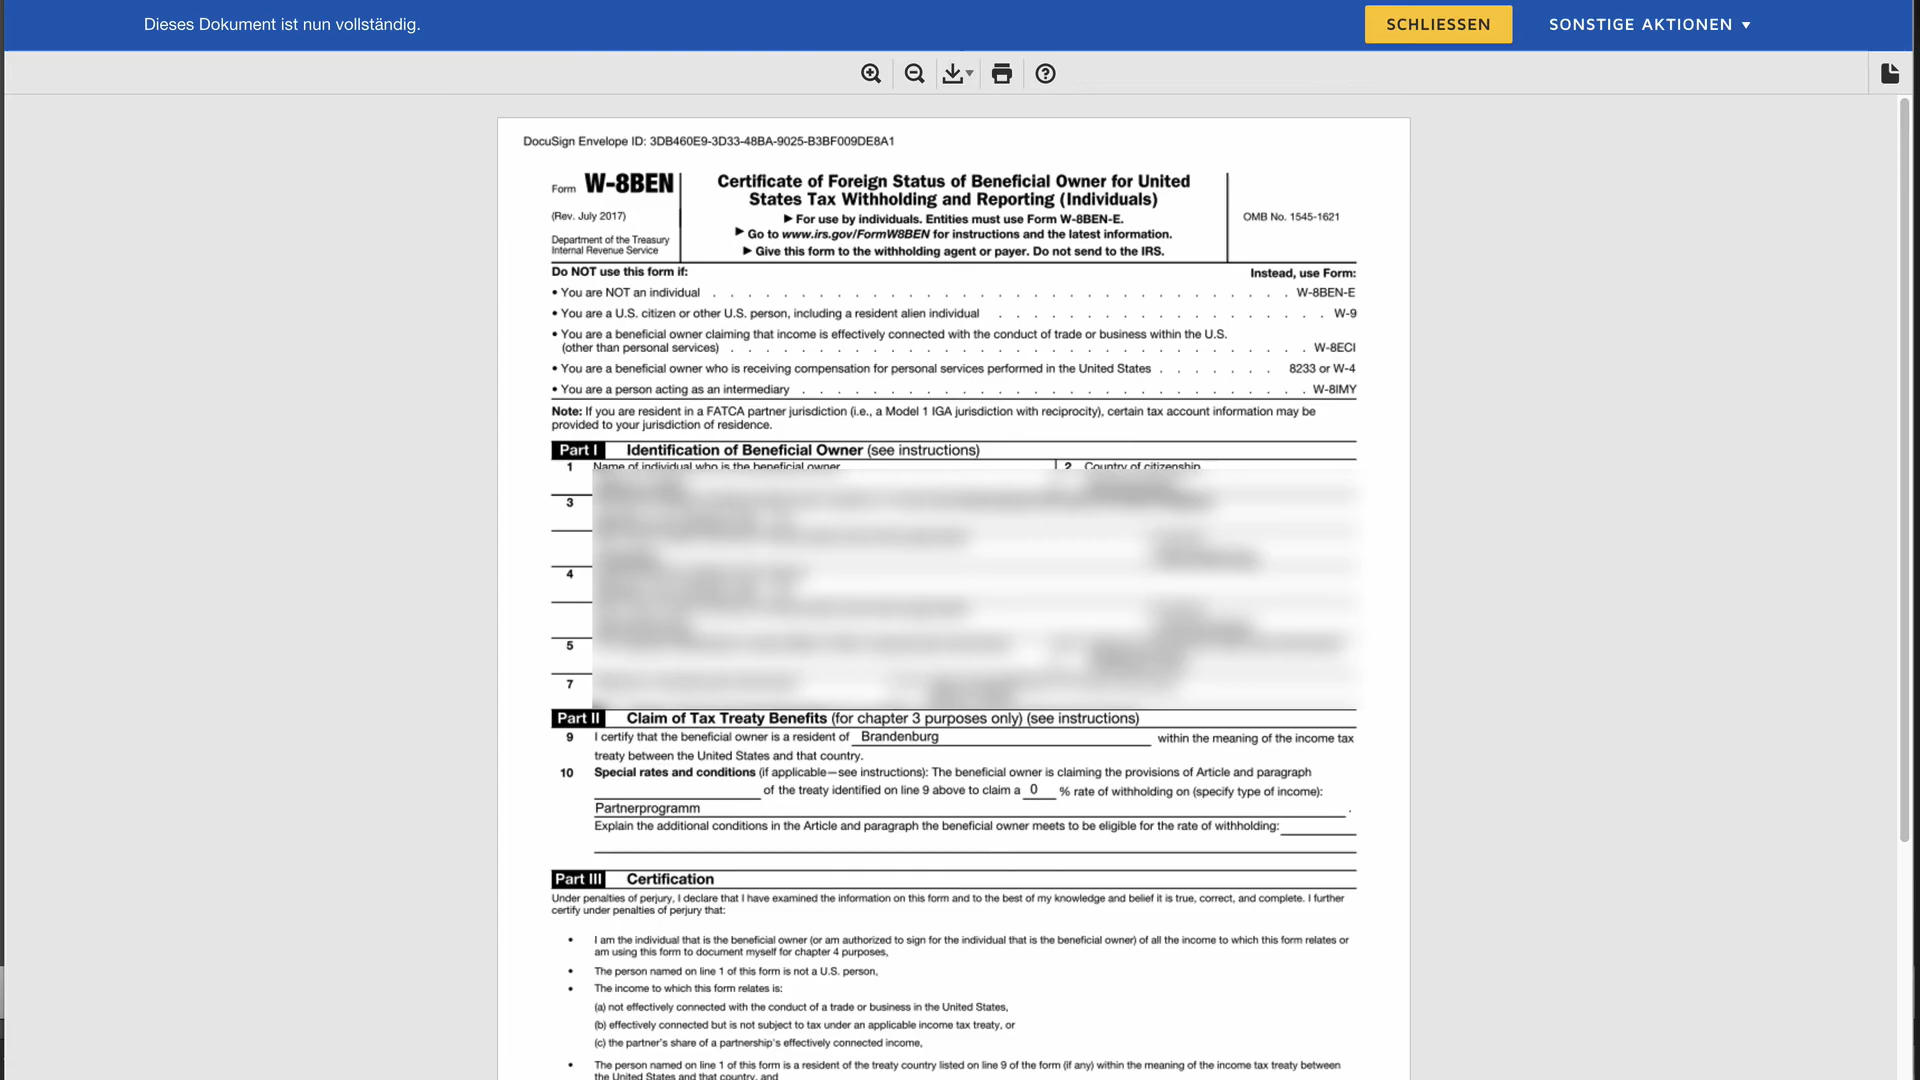 Dieses Dokument ist nun vollständig.
SCHLIESSEN
SONSTIGE AKTIONEN ▼
DocuSign Envelope ID: 3DB460E9-3D33-48BA-9025-B3BF009DE8A1
Form W-8BEN
(Rev. July 2017)
Department of the Treasury
Internal Revenue Service
Certificate of Foreign Status of Beneficial Owner for United
States Tax Withholding and Reporting (Individuals)
▶ For use by individuals. Entities must use Form W-8BEN-E.
▶ Go to www.irs.gov/FormW8BEN for instructions and the latest information.
▶ Give this form to the withholding agent or payer. Do not send to the IRS.
OMB No. 1545-1621
Do NOT use this form if:
Instead, use Form:
• You are NOT an individual . . . . . . . . . . . . . . . . . . . . . . . . . . . . . . . . . W-8BEN-E
• You are a U.S. citizen or other U.S. person, including a resident alien individual . . . . . . . . . . . . . . . . . . . W-9
• You are a beneficial owner claiming that income is effectively connected with the conduct of trade or business within the U.S.
(other than personal services) . . . . . . . . . . . . . . . . . . . . . . . . . . . . . . . . . W-8ECI
• You are a beneficial owner who is receiving compensation for personal services performed in the United States . . . . . . . 8233 or W-4
• You are a person acting as an intermediary . . . . . . . . . . . . . . . . . . . . . . . . . . . . . W-8IMY
Note: If you are resident in a FATCA partner jurisdiction (i.e., a Model 1 IGA jurisdiction with reciprocity), certain tax account information may be
provided to your jurisdiction of residence.
Part I Identification of Beneficial Owner (see instructions)
1 Name of individual who is the beneficial owner
2 Country of citizenship
3
4
5
7
Part II Claim of Tax Treaty Benefits (for chapter 3 purposes only) (see instructions)
9 I certify that the beneficial owner is a resident of Brandenburg within the meaning of the income tax
treaty between the United States and that country.
10 Special rates and conditions (if applicable—see instructions): The beneficial owner is claiming the provisions of Article and paragraph
of the treaty identified on line 9 above to claim a 0 % rate of withholding on (specify type of income):
Partnerprogramm .
Explain the additional conditions in the Article and paragraph the beneficial owner meets to be eligible for the rate of withholding:
Part III Certification
Under penalties of perjury, I declare that I have examined the information on this form and to the best of my knowledge and belief it is true, correct, and complete. I further
certify under penalties of perjury that:
• I am the individual that is the beneficial owner (or am authorized to sign for the individual that is the beneficial owner) of all the income to which this form relates or
am using this form to document myself for chapter 4 purposes,
• The person named on line 1 of this form is not a U.S. person,
• The income to which this form relates is:
(a) not effectively connected with the conduct of a trade or business in the United States,
(b) effectively connected but is not subject to tax under an applicable income tax treaty, or
(c) the partner's share of a partnership's effectively connected income,
• The person named on line 1 of this form is a resident of the treaty country listed on line 9 of the form (if any) within the meaning of the income tax treaty between
the United States and that country, and